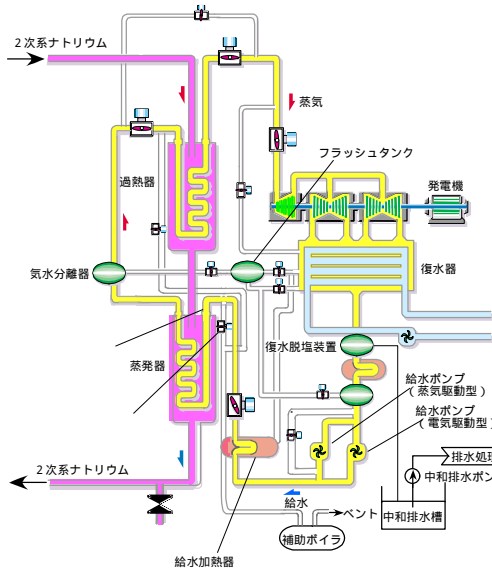 2次系ナトリウム
蒸気
フラッシュタンク
過熱器
発電機
気水分離器
復水器
復水脱塩装置
蒸発器
給水ポンプ
(蒸気駆動型)
給水ポンプ
(電気駆動型)
2次系ナトリウム
給水
ベント
補助ボイラ
給水加熱器
排水処理
中和排水ポン
中和排水槽